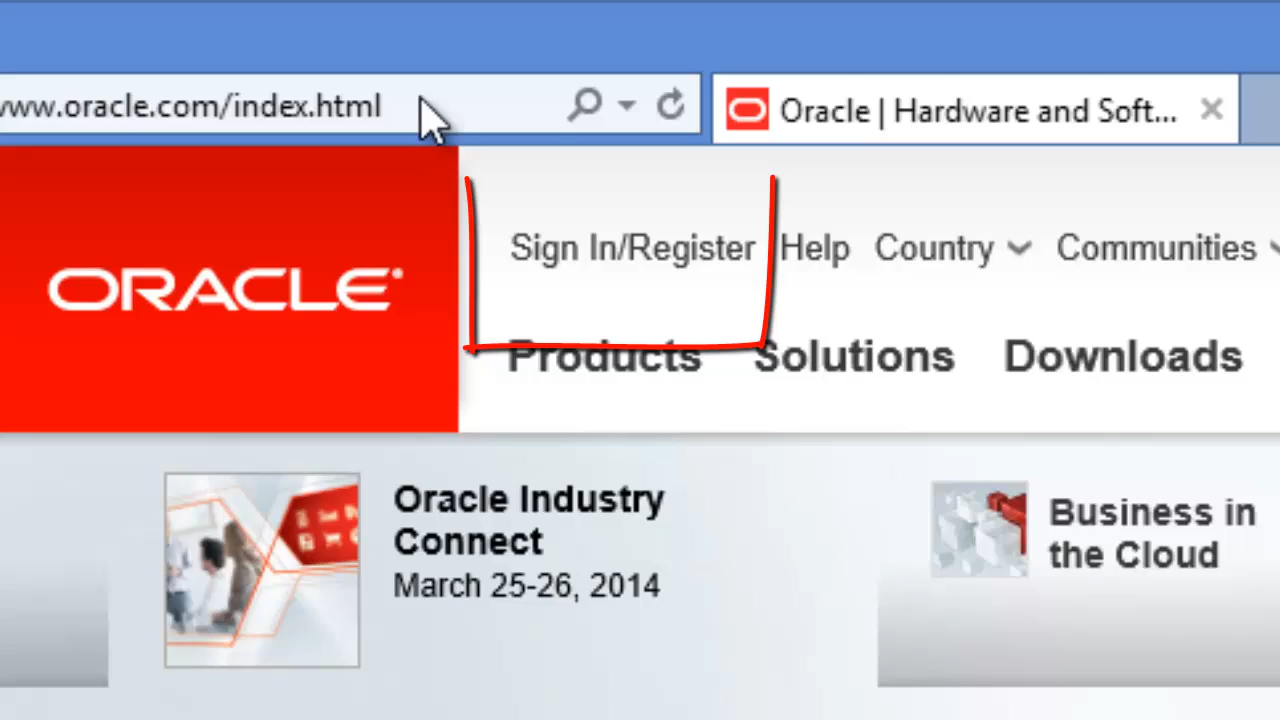 www.oracle.com/index.html
Oracle | Hardware and Soft...
ORACLE®
Sign In/Register Help Country Communities
Products Solutions Downloads
Oracle Industry
Connect
March 25-26, 2014
Business in
the Cloud